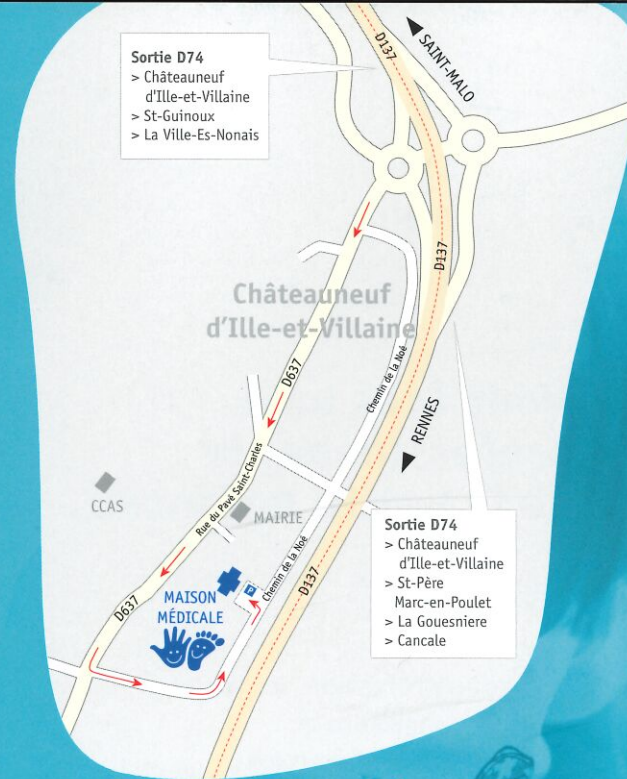 Sortie D74
> Châteauneuf
d'Ille-et-Villaine
> St-Guinoux
> La Ville-Es-Nonais
D137
SAINT-MALO
D137
Châteauneuf
d'Ille-et-Villaine
D637
Chemin de la Noé
RENNES
Rue du Pavé Saint-Charles
CCAS
MAIRIE
Sortie D74
> Châteauneuf
d'Ille-et-Villaine
> St-Père
Marc-en-Poulet
> La Gouesniere
> Cancale
Chemin de la Noé
D137
P
MAISON
MÉDICALE
D637